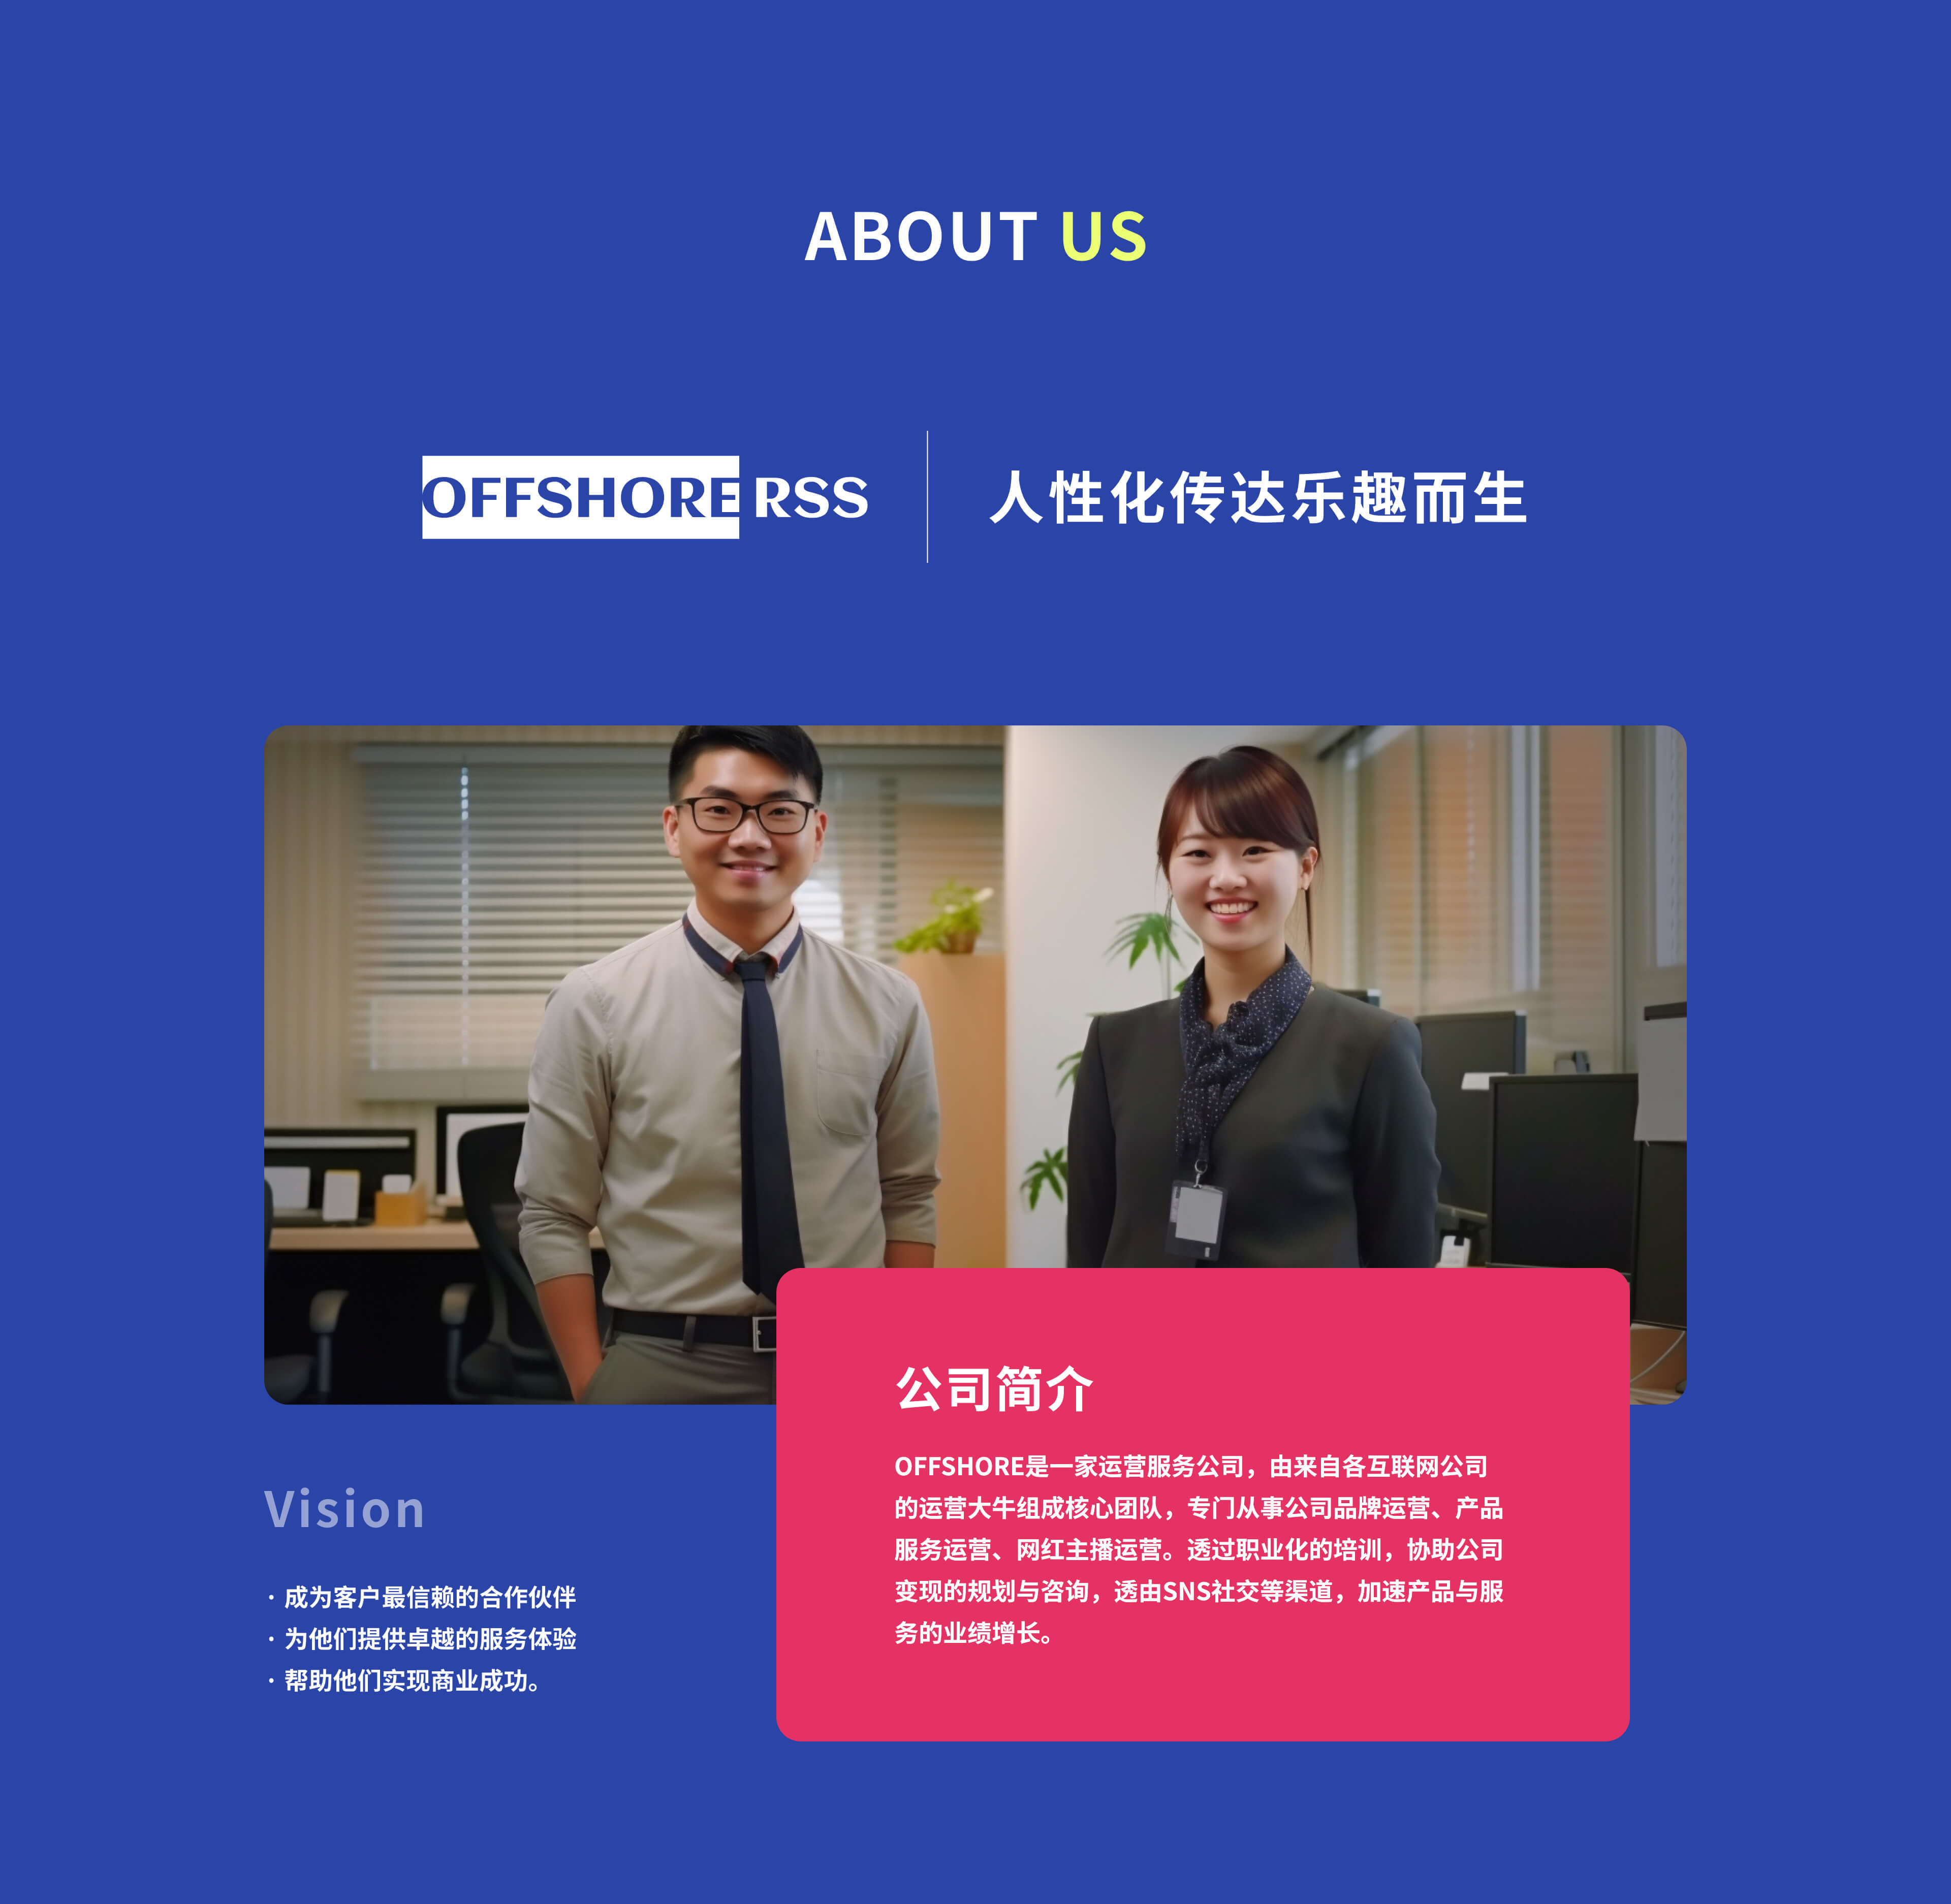 ABOUT US
OFFSHORE RSS
人性化传达乐趣而生
公司简介
OFFSHORE是一家运营服务公司，由来自各互联网公司
的运营大牛组成核心团队，专门从事公司品牌运营、产品
服务运营、网红主播运营。透过职业化的培训，协助公司
变现的规划与咨询，透由SNS社交等渠道，加速产品与服
务的业绩增长。
Vision
· 成为客户最信赖的合作伙伴
· 为他们提供卓越的服务体验
· 帮助他们实现商业成功。